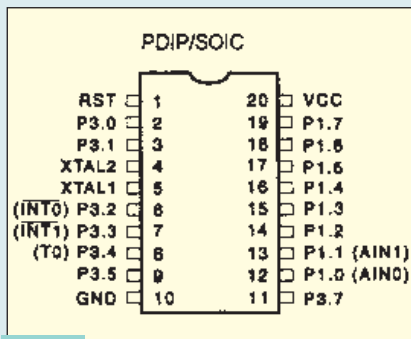 PDIP/SOIC
RST 1 20 VCC
P3.0 2 19 P1.7
P3.1 3 18 P1.6
XTAL2 4 17 P1.5
XTAL1 5 16 P1.4
(INT0) P3.2 6 15 P1.3
(INT1) P3.3 7 14 P1.2
(T0) P3.4 8 13 P1.1 (AIN1)
P3.5 9 12 P1.0 (AIN0)
GND 10 11 P3.7